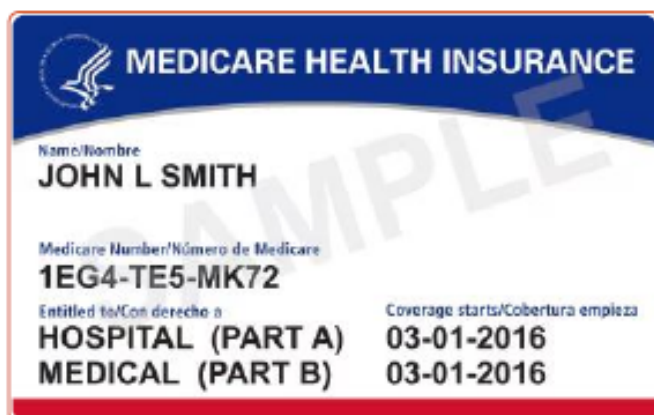 MEDICARE HEALTH INSURANCE
Name/Nombre
JOHN L SMITH
Medicare Number/Número de Medicare
1EG4-TE5-MK72
Entitled to/Con derecho a Coverage starts/Cobertura empieza
HOSPITAL (PART A) 03-01-2016
MEDICAL (PART B) 03-01-2016
SAMPLE